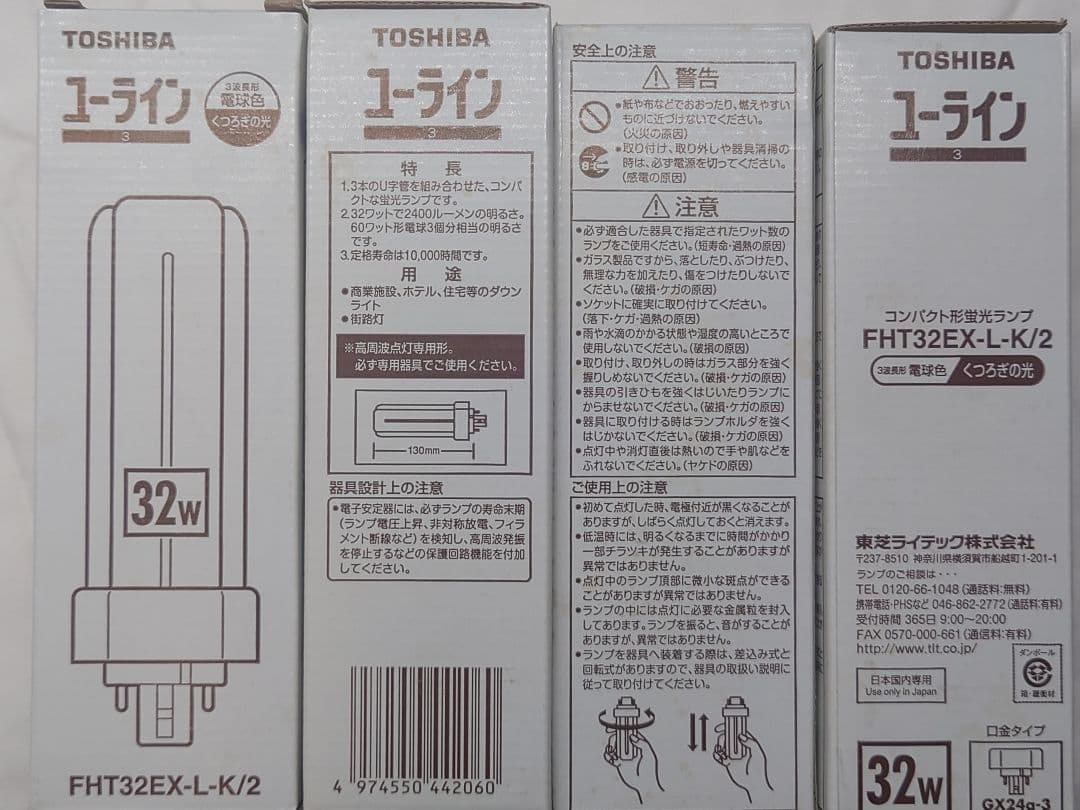 TOSHIBA
ユーライン
3
3波長形
電球色
くつろぎの光
32W
FHT32EX-L-K/2
TOSHIBA
ユーライン
3
特長
1.3本のU字管を組み合わせた、コンパ
クトな蛍光ランプです。
2.32ワットで2400ルーメンの明るさ。
60ワット形電球3個分相当の明るさ
です。
3.定格寿命は10,000時間です。
用途
●商業施設、ホテル、住宅等のダウン
ライト
●街路灯
※高周波点灯専用形。
必ず専用器具でご使用ください。
130mm
器具設計上の注意
●電子安定器には、必ずランプの寿命末期
(ランプ電圧上昇、非対称放電、フィラ
メント断線など)を検知し、高周波発振
を停止するなどの保護回路機能を付加
してください。
4 974550 442060
安全上の注意
警告
●紙や布などでおおったり、燃えやすい
ものに近づけないでください。
(火災の原因)
●取り付け、取り外しや器具清掃の
時は、必ず電源を切ってください。
(感電の原因)
注意
●必ず適合した器具で指定されたワット数の
ランプをご使用ください。(短寿命・過熱の原因)
●ガラス製品ですから、落としたり、ぶつけたり、
無理な力を加えたり、傷をつけたりしないで
ください。(破損・ケガの原因)
●ソケットに確実に取り付けてください。
(落下・ケガ・過熱の原因)
●雨や水滴のかかる状態や湿度の高いところで
使用しないでください。(破損の原因)
●取り付け、取り外しの時はガラス部分を強く
握りしめないでください。(破損・ケガの原因)
●器具の引きひもを強くはじいたりランプに
からませないでください。(破損・ケガの原因)
●器具に取り付ける時はランプホルダを強く
はじかないでください。(破損・ケガの原因)
●点灯中や消灯直後は熱いので手や肌などを
ふれないでください。(ヤケドの原因)
ご使用上の注意
●初めて点灯した時、電極付近が黒くなることが
ありますが、しばらく点灯しておくと消えます。
●低温時には、明るくなるまでに時間がかかり
一部チラツキが発生することがありますが
異常ではありません。
●点灯中のランプ頂部に微小な斑点ができる
ことがありますが異常ではありません。
●ランプの中には点灯に必要な金属粒を封入
してあります。ランプを振ると、音がすることが
ありますが、異常ではありません。
●ランプを器具へ装着する際は、差込み式と
回転式がありますので、器具の取扱い説明に
従って取り付けてください。
TOSHIBA
ユーライン
3
コンパクト形蛍光ランプ
FHT32EX-L-K/2
3波長形 電球色 くつろぎの光
東芝ライテック株式会社
〒237-8510 神奈川県横須賀市船越町1-201-1
ランプのご相談は・・・
TEL 0120-66-1048(通話料:無料)
携帯電話・PHSなど 046-862-2772(通話料:有料)
受付時間 365日 9:00～20:00
FAX 0570-000-661(通信料:有料)
http://www.tlt.co.jp/
日本国内専用
Use only in Japan
ダンボール
箱・緩衝材
口金タイプ
32W
GX24q-3